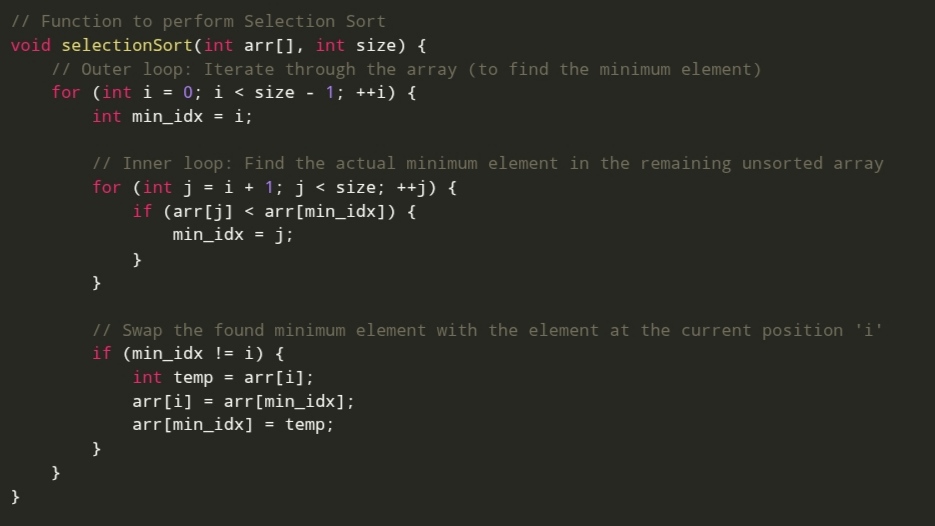 // Function to perform Selection Sort
void selectionSort(int arr[], int size) {
    // Outer loop: Iterate through the array (to find the minimum element)
    for (int i = 0; i < size - 1; ++i) {
        int min_idx = i;

        // Inner loop: Find the actual minimum element in the remaining unsorted array
        for (int j = i + 1; j < size; ++j) {
            if (arr[j] < arr[min_idx]) {
                min_idx = j;
            }
        }

        // Swap the found minimum element with the element at the current position 'i'
        if (min_idx != i) {
            int temp = arr[i];
            arr[i] = arr[min_idx];
            arr[min_idx] = temp;
        }
    }
}